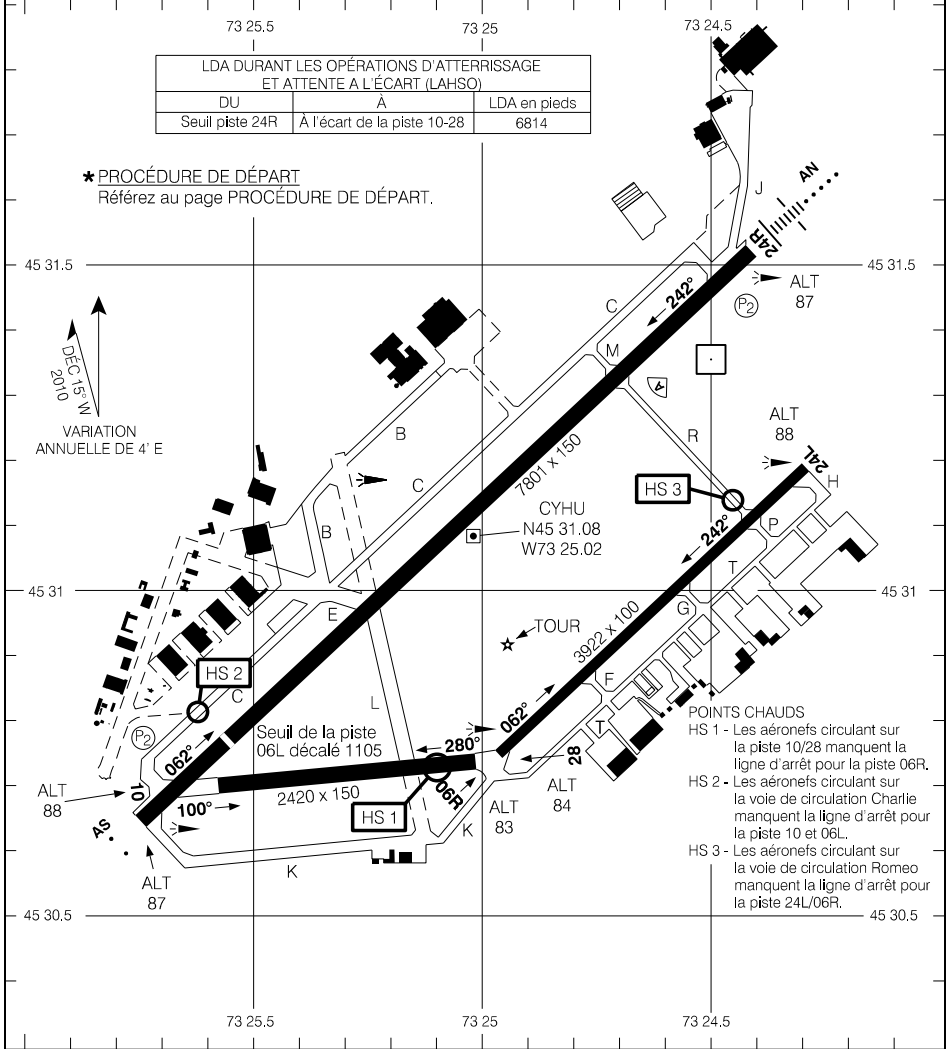 73 25.5
73 25
73 24.5
LDA DURANT LES OPÉRATIONS D'ATTERRISSAGE
ET ATTENTE A L'ÉCART (LAHSO)
DU
À
LDA en pieds
Seuil piste 24R
À l'écart de la piste 10-28
6814
* PROCÉDURE DE DÉPART
Référez au page PROCÉDURE DE DÉPART.
AN
J
24R
45 31.5
45 31.5
242°
ALT
87
P2
C
M
DÉC 15° W
2010
VARIATION
ANNUELLE DE 4' E
A
B
R
ALT
88
24L
C
7801 x 150
HS 3
H
CYHU
N45 31.08
W73 25.02
P
B
242°
T
45 31
45 31
E
G
TOUR
3922 x 100
HS 2
F
C
L
062°
T
P2
062°
Seuil de la piste
06L décalé 1105
280°
28
ALT
88
10
2420 x 150
100°
06R
ALT
84
ALT
83
HS 1
AS
K
K
ALT
87
POINTS CHAUDS
HS 1 - Les aéronefs circulant sur
la piste 10/28 manquent la
ligne d'arrêt pour la piste 06R.
HS 2 - Les aéronefs circulant sur
la voie de circulation Charlie
manquent la ligne d'arrêt pour
la piste 10 et 06L.
HS 3 - Les aéronefs circulant sur
la voie de circulation Romeo
manquent la ligne d'arrêt pour
la piste 24L/06R.
45 30.5
45 30.5
73 25.5
73 25
73 24.5